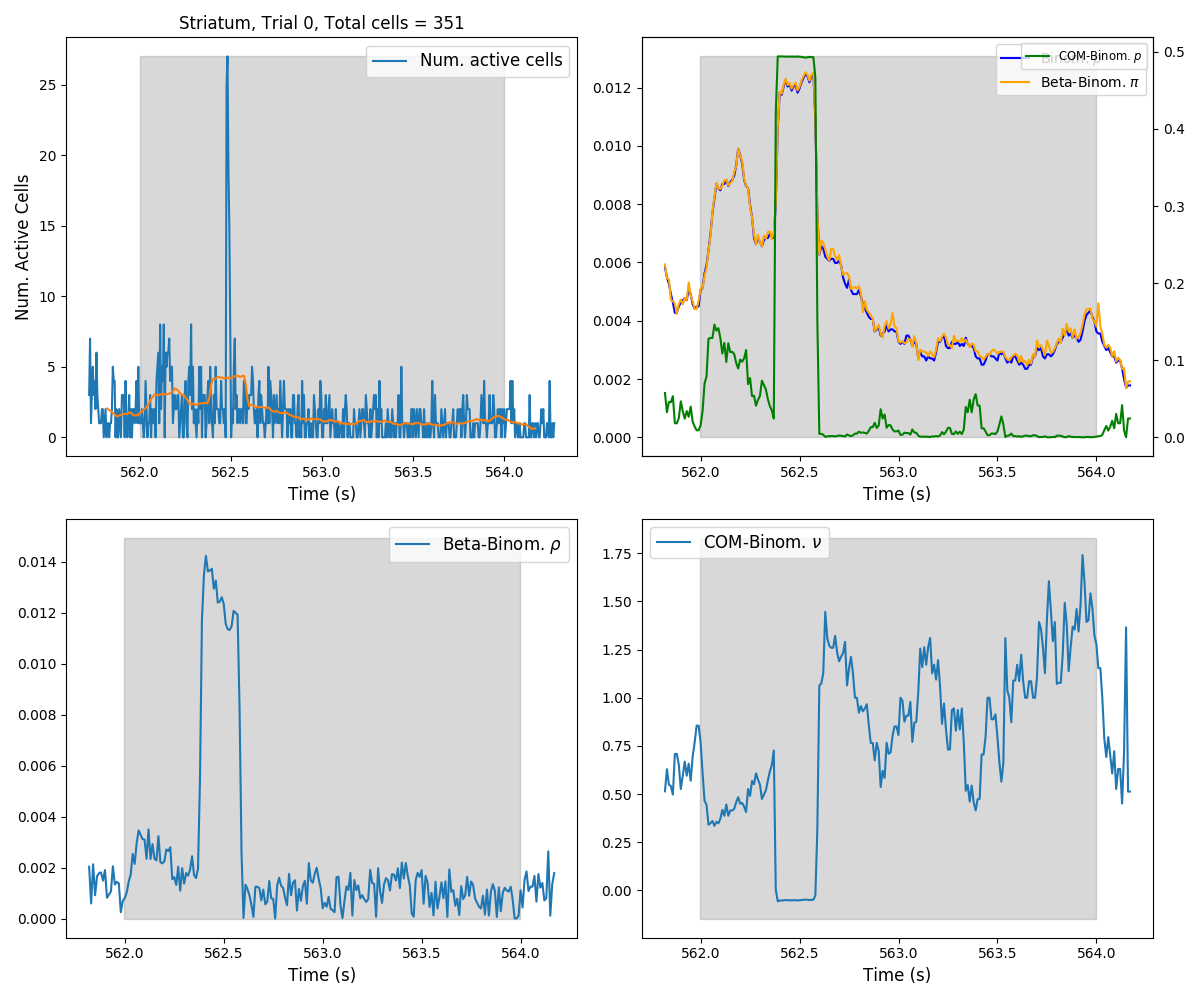 Striatum, Trial 0, Total cells = 351
Num. active cells
Num. Active Cells
25
20
15
10
5
0
562.0 562.5 563.0 563.5 564.0
Time (s)
COM-Binom. p
Beta-Binom. π
0.012
0.010
0.008
0.006
0.004
0.002
0.000
0.5
0.4
0.3
0.2
0.1
0.0
562.0 562.5 563.0 563.5 564.0
Time (s)
Beta-Binom. ρ
0.014
0.012
0.010
0.008
0.006
0.004
0.002
0.000
562.0 562.5 563.0 563.5 564.0
Time (s)
COM-Binom. ν
1.75
1.50
1.25
1.00
0.75
0.50
0.25
0.00
562.0 562.5 563.0 563.5 564.0
Time (s)